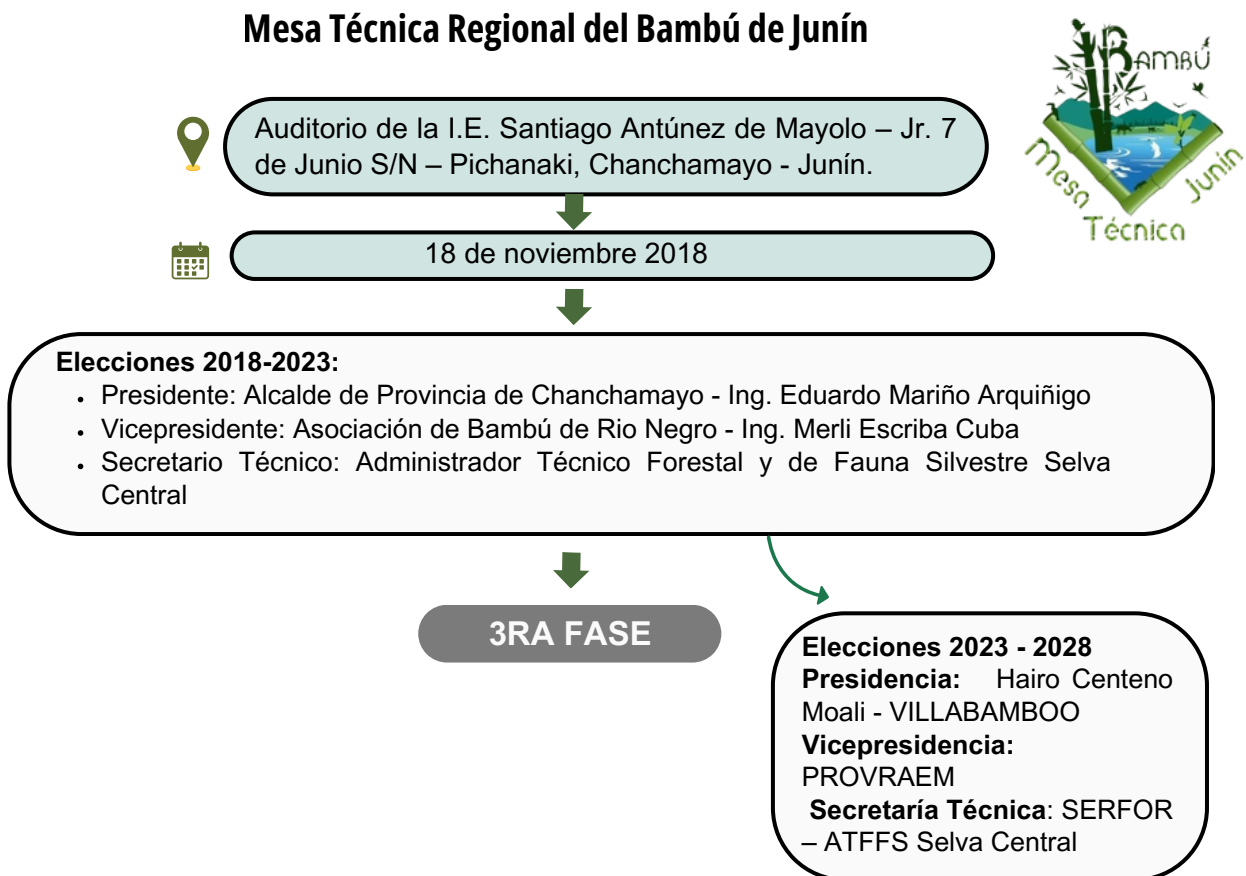 Mesa Técnica Regional del Bambú de Junín
Bambú
Mesa
Junin
Técnica
Auditorio de la I.E. Santiago Antúnez de Mayolo – Jr. 7
de Junio S/N – Pichanaki, Chanchamayo - Junín.
18 de noviembre 2018
Elecciones 2018-2023:
• Presidente: Alcalde de Provincia de Chanchamayo - Ing. Eduardo Mariño Arquiñigo
• Vicepresidente: Asociación de Bambú de Rio Negro - Ing. Merli Escriba Cuba
• Secretario Técnico: Administrador Técnico Forestal y de Fauna Silvestre Selva
Central
3RA FASE
Elecciones 2023 - 2028
Presidencia: Hairo Centeno
Moali - VILLABAMBOO
Vicepresidencia:
PROVRAEM
Secretaría Técnica: SERFOR
– ATFFS Selva Central